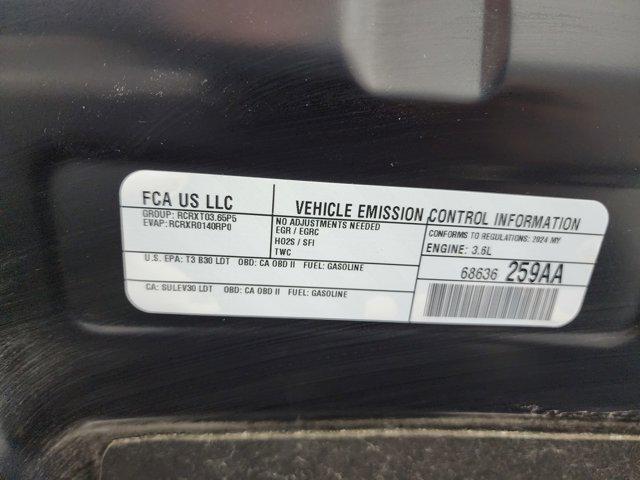 FCA US LLC
GROUP: RCRXT03.65P5
EVAP: RCRXR0140RP0
VEHICLE EMISSION CONTROL INFORMATION
NO ADJUSTMENTS NEEDED
EGR / EGRC
HO2S / SFI
TWC
CONFORMS TO REGULATIONS: 2024 MY
ENGINE: 3.6L
U.S. EPA: T3 B30 LDT OBD: CA OBD II FUEL: GASOLINE
68636 259AA
CA: SULEV30 LDT OBD: CA OBD II FUEL: GASOLINE